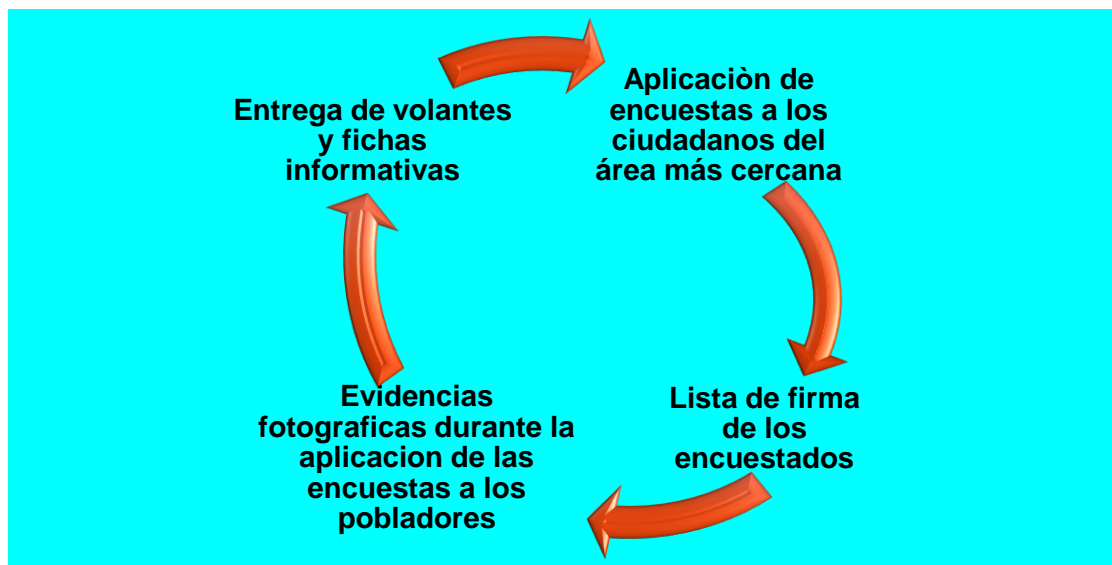 Entrega de volantes
y fichas
informativas
Aplicaciòn de
encuestas a los
ciudadanos del
área más cercana
Lista de firma
de los
encuestados
Evidencias
fotograficas durante la
aplicacion de las
encuestas a los
pobladores